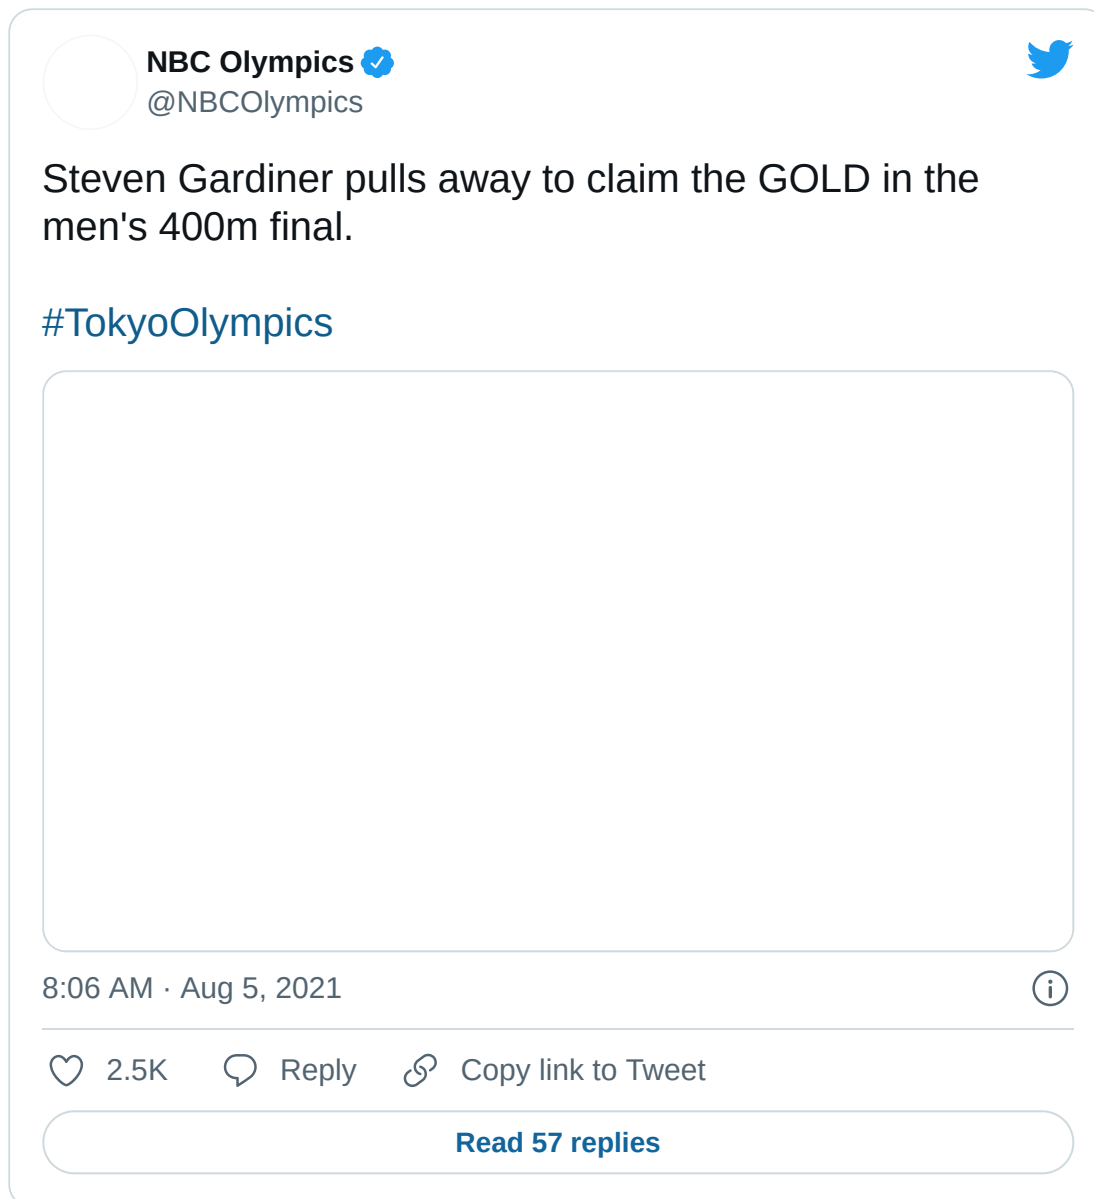 NBC Olympics
@NBCOlympics
Steven Gardiner pulls away to claim the GOLD in the
men's 400m final.
#TokyoOlympics
8:06 AM · Aug 5, 2021
2.5K Reply Copy link to Tweet
Read 57 replies